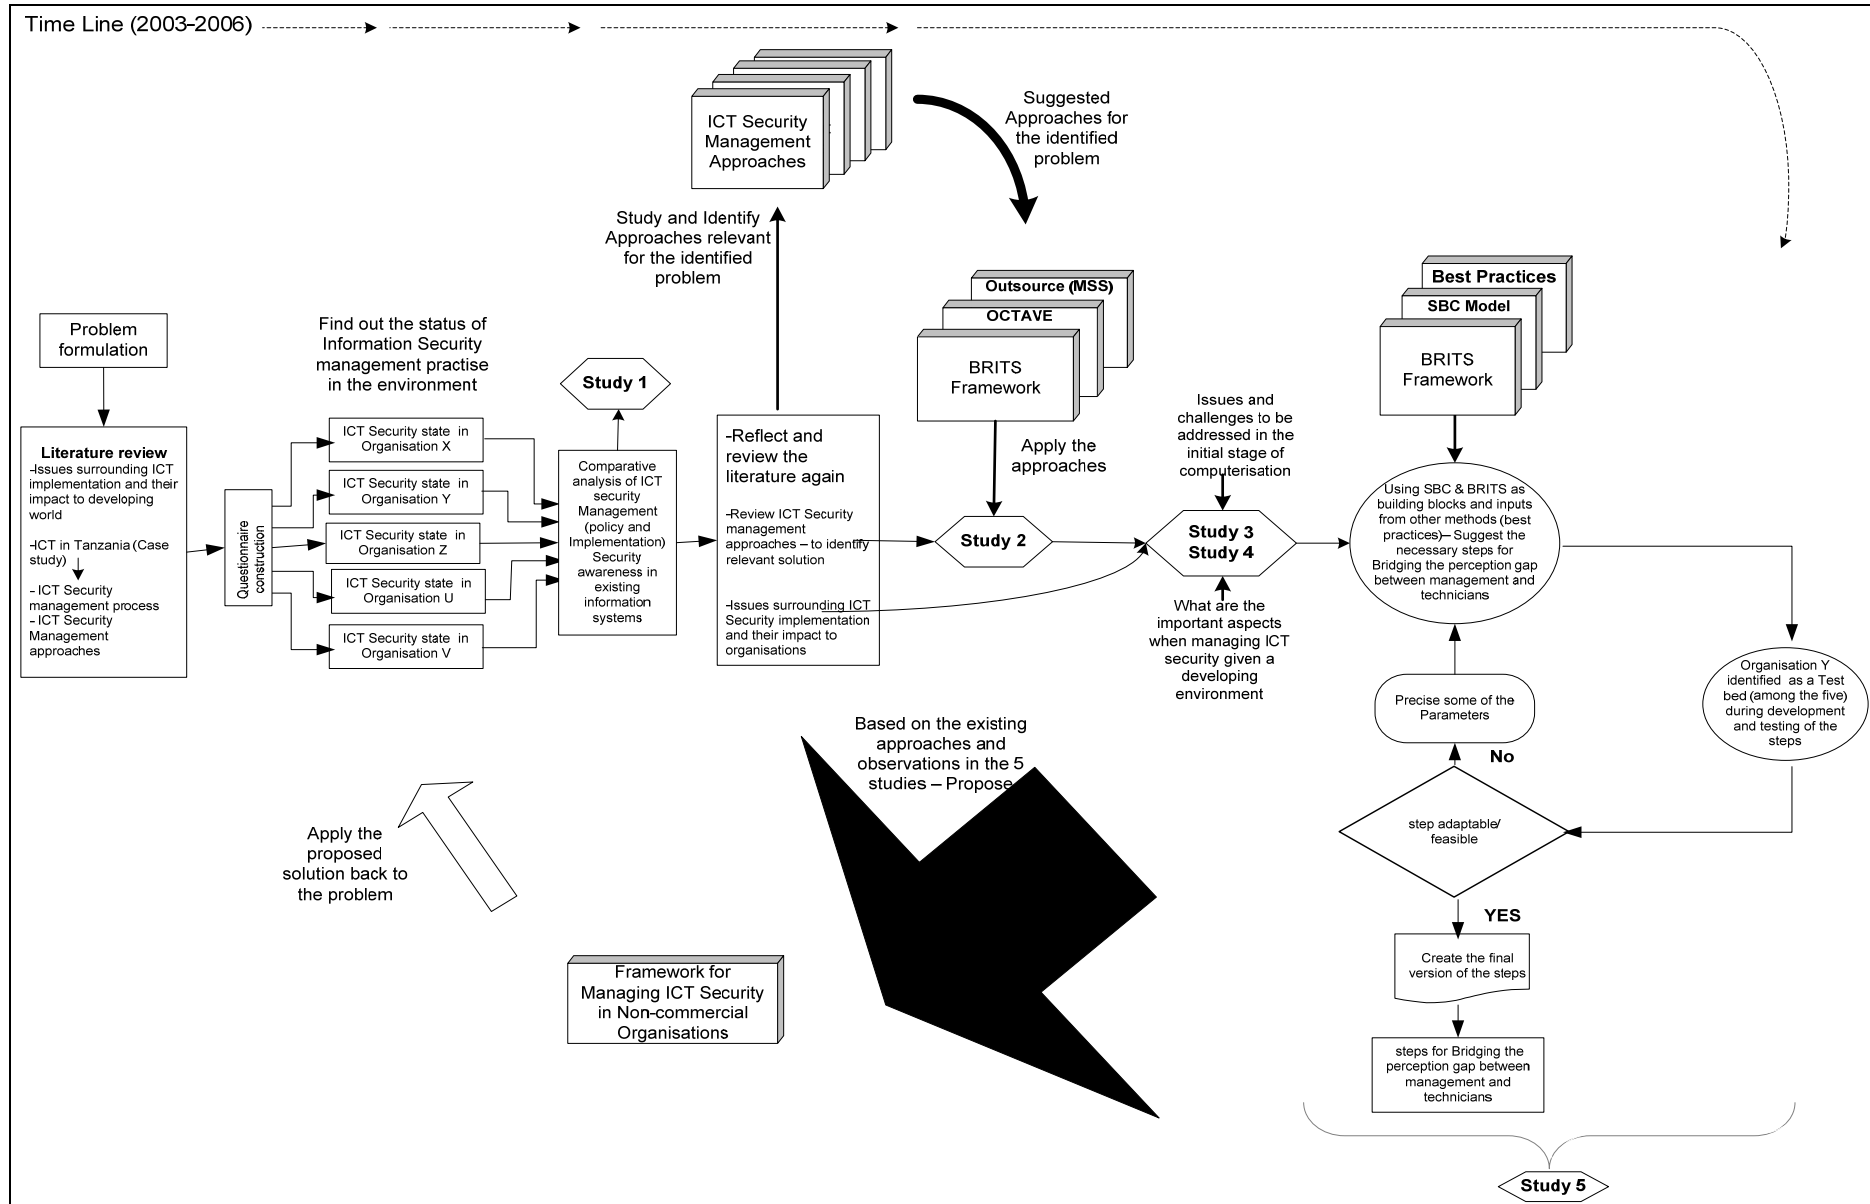 Time Line (2003-2006)
ICT Security
Management
Approaches
Suggested
Approaches for
the identified
problem
Study and Identify
Approaches relevant
for the identified
problem
Problem
formulation
Literature review
-Issues surrounding ICT
implementation and their
impact to developing
world
-ICT in Tanzania (Case
study)
- ICT Security
management process
- ICT Security
Management
approaches
Questionnaire
construction
Find out the status of
Information Security
management practise
in the environment
ICT Security state in
Organisation X
ICT Security state in
Organisation Y
ICT Security state in
Organisation Z
ICT Security state in
Organisation U
ICT Security state in
Organisation V
Study 1
Comparative
analysis of ICT
security
Management
(policy and
Implementation)
Security
awareness in
existing
information
systems
-Reflect and
review the
literature again
-Review ICT Security
management
approaches – to identify
relevant solution
-Issues surrounding ICT
Security implementation
and their impact to
organisations
Outsource (MSS)
OCTAVE
BRITS
Framework
Apply the
approaches
Study 2
Issues and
challenges to be
addressed in the
initial stage of
computerisation
Study 3
Study 4
What are the
important aspects
when managing ICT
security given a
developing
environment
Best Practices
SBC Model
BRITS
Framework
Using SBC & BRITS as
building blocks and inputs
from other methods (best
practices)– Suggest the
necessary steps for
Bridging the perception gap
between management and
technicians
Organisation Y
identified as a Test
bed (among the five)
during development
and testing of the
steps
Precise some of the
Parameters
No
step adaptable/
feasible
YES
Create the final
version of the steps
steps for Bridging the
perception gap between
management and
technicians
Study 5
Based on the existing
approaches and
observations in the 5
studies – Propose
Apply the
proposed
solution back to
the problem
Framework for
Managing ICT Security
in Non-commercial
Organisations